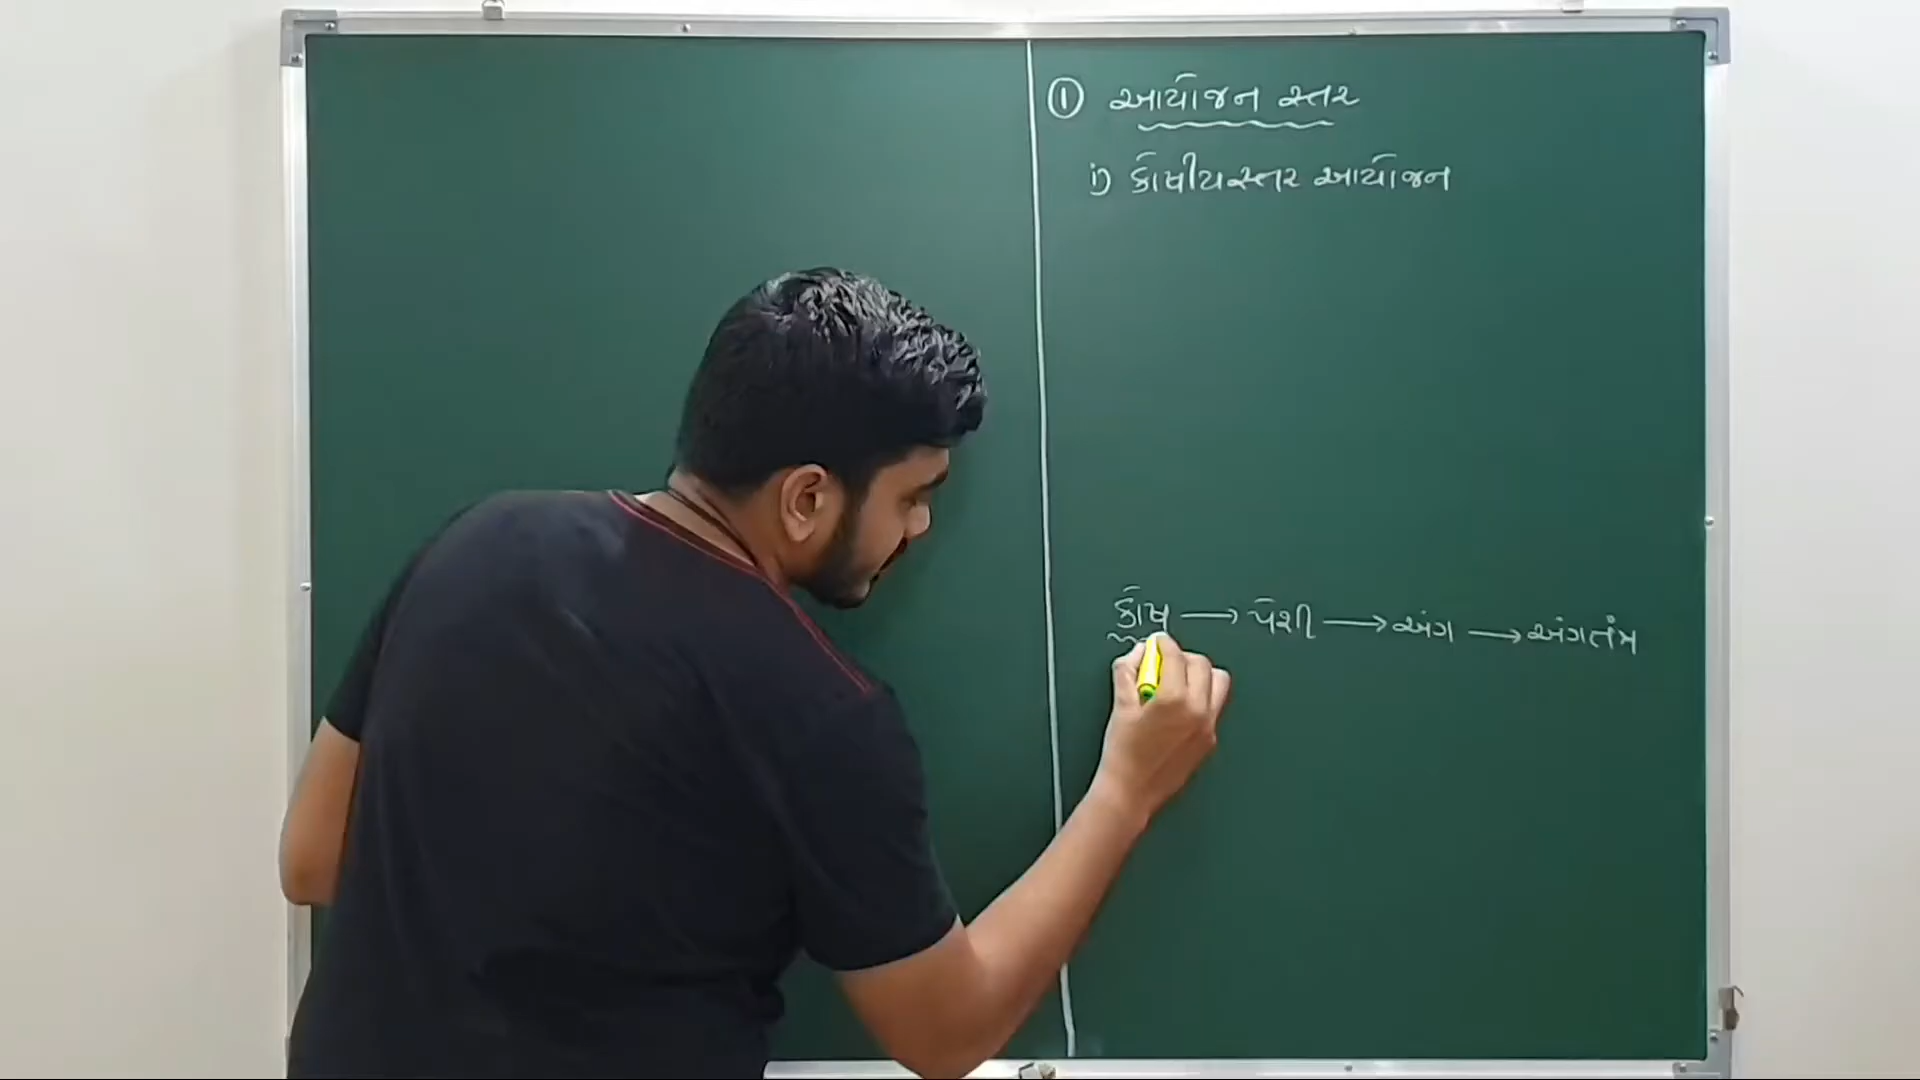 ① આયોજન સ્તર
i) કોષીયસ્તર આયોજન
કોષ → પેશી → અંગ → અંગતંત્ર